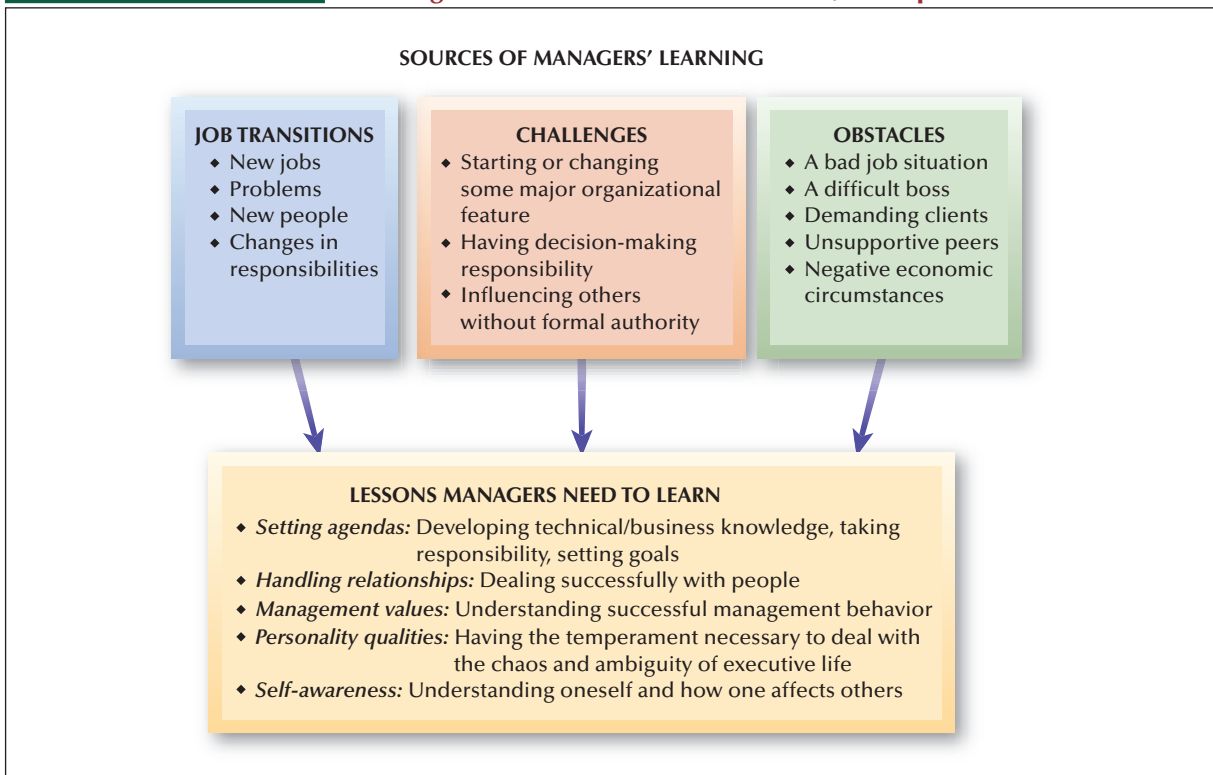 SOURCES OF MANAGERS’ LEARNING
JOB TRANSITIONS
◆ New jobs
◆ Problems
◆ New people
◆ Changes in
responsibilities
CHALLENGES
◆ Starting or changing
some major organizational
feature
◆ Having decision-making
responsibility
◆ Influencing others
without formal authority
OBSTACLES
◆ A bad job situation
◆ A difficult boss
◆ Demanding clients
◆ Unsupportive peers
◆ Negative economic
circumstances
LESSONS MANAGERS NEED TO LEARN
◆ Setting agendas: Developing technical/business knowledge, taking
responsibility, setting goals
◆ Handling relationships: Dealing successfully with people
◆ Management values: Understanding successful management behavior
◆ Personality qualities: Having the temperament necessary to deal with
the chaos and ambiguity of executive life
◆ Self-awareness: Understanding oneself and how one affects others